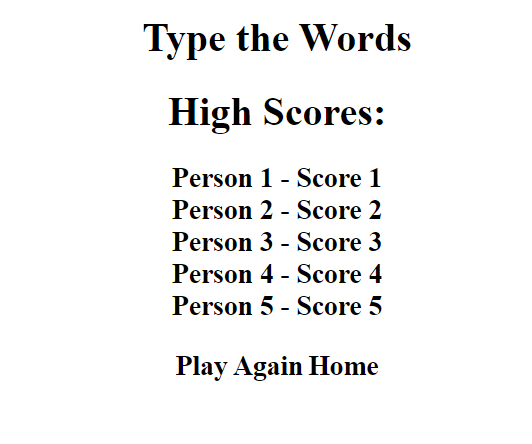 Type the Words
High Scores:
Person 1 - Score 1
Person 2 - Score 2
Person 3 - Score 3
Person 4 - Score 4
Person 5 - Score 5
Play Again Home